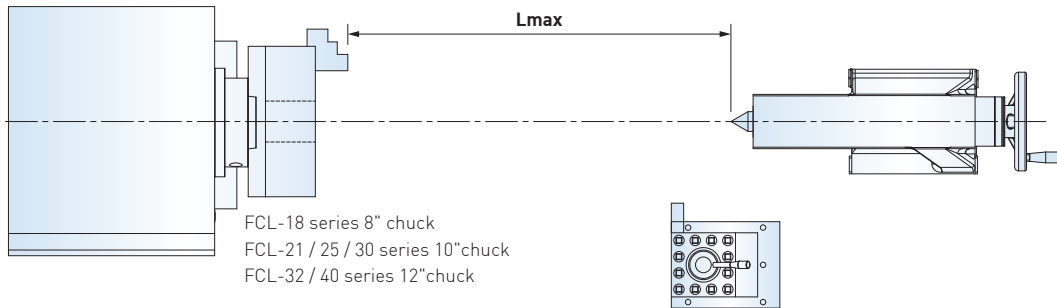 Lmax
FCL-18 series 8" chuck
FCL-21 / 25 / 30 series 10"chuck
FCL-32 / 40 series 12"chuck